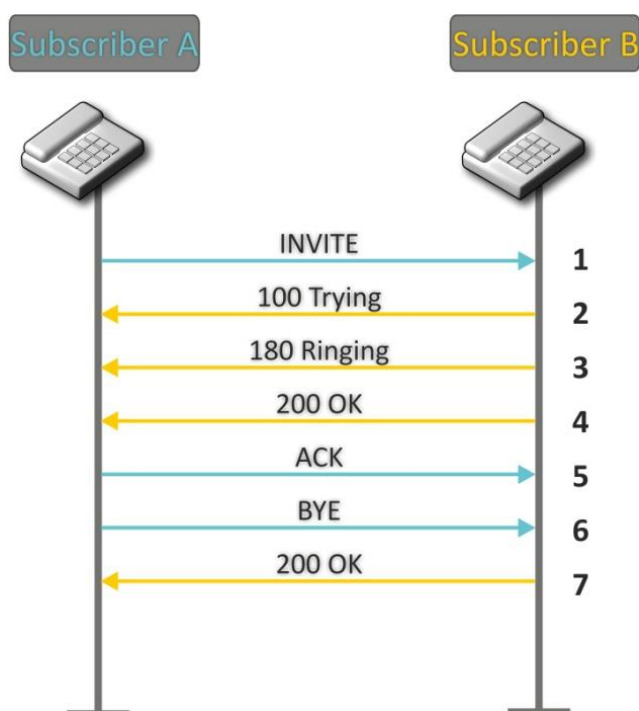 Subscriber A
Subscriber B
INVITE
1
100 Trying
2
180 Ringing
3
200 OK
4
ACK
5
BYE
6
200 OK
7